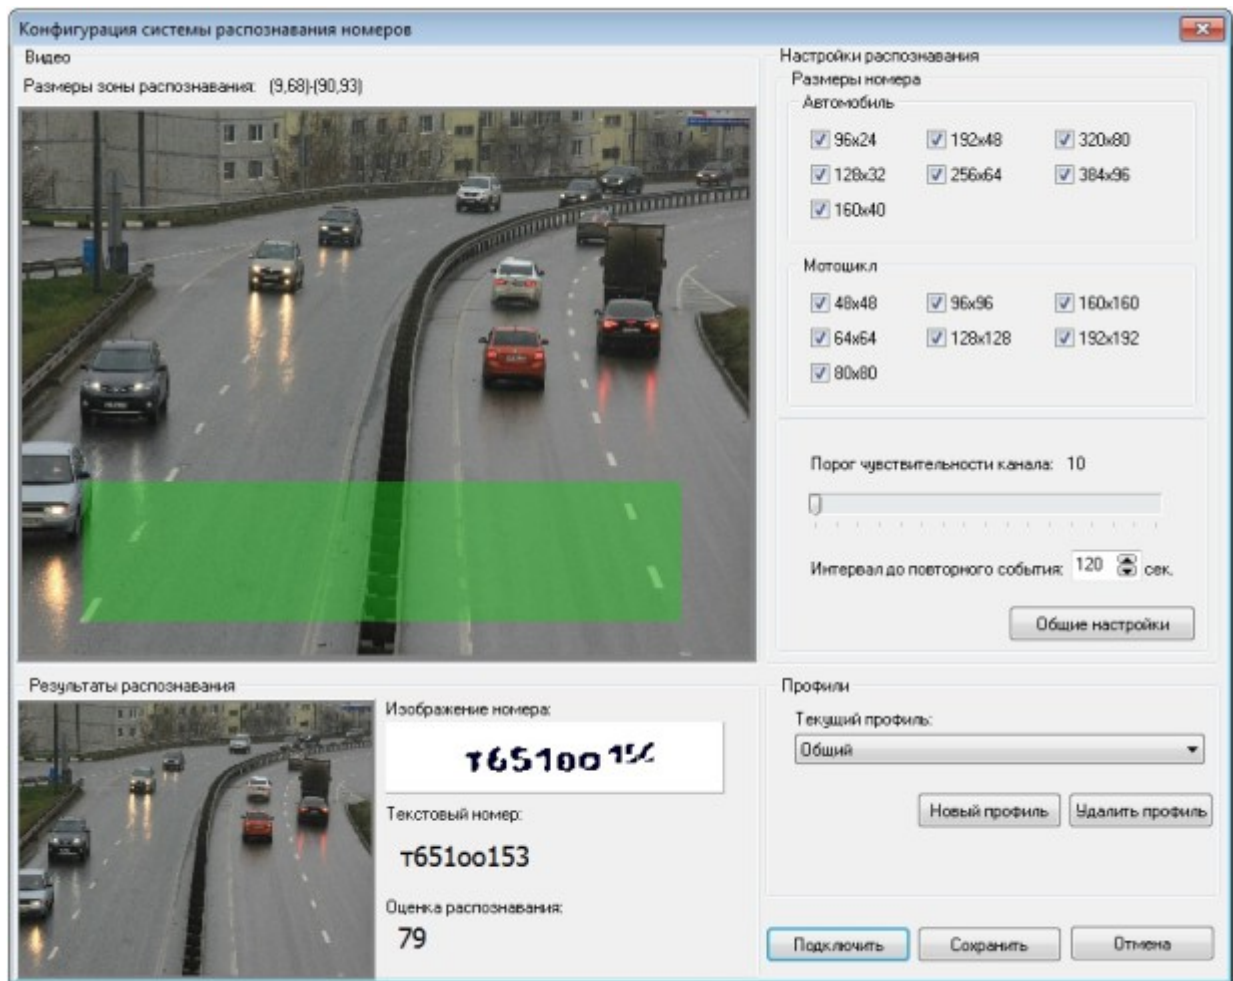 Конфигурация системы распознавания номеров
Видео
Размеры зоны распознавания: (9,68)-(90,93)
Настройки распознавания
Размеры номера
Автомобиль
96x24 192x48 320x80
128x32 256x64 384x96
160x40
Мотоцикл
48x48 96x96 160x160
64x64 128x128 192x192
80x80
Порог чувствительности канала: 10
Интервал до повторного события: 120 сек.
Общие настройки
Результаты распознавания
Изображение номера:
т651оо
Текстовый номер:
т651оо153
Оценка распознавания:
79
Профили
Текущий профиль:
Общий
Новый профиль Удалить профиль
Подключить Сохранить Отмена